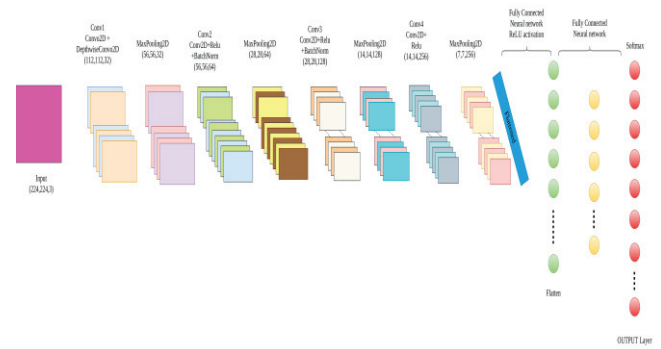 Conv1
Convo2D +
DepthwiseConvo2D
(112,112,32)
MaxPooling2D
(56,56,32)
Conv2
Conv2D+Relu
+BatchNorm
(56,56,64)
MaxPooling2D
(28,28,64)
Conv3
Conv2D+Relu
+BatchNorm
(28,28,128)
MaxPooling2D
(14,14,128)
Conv4
Conv2D+
Relu
(14,14,256)
MaxPooling2D
(7,7,256)
Fully Connected
Neural network
ReLU activation
Fully Connected
Neural network
Softmax
Input
(224,224,3)
Flatten
OUTPUT Layer